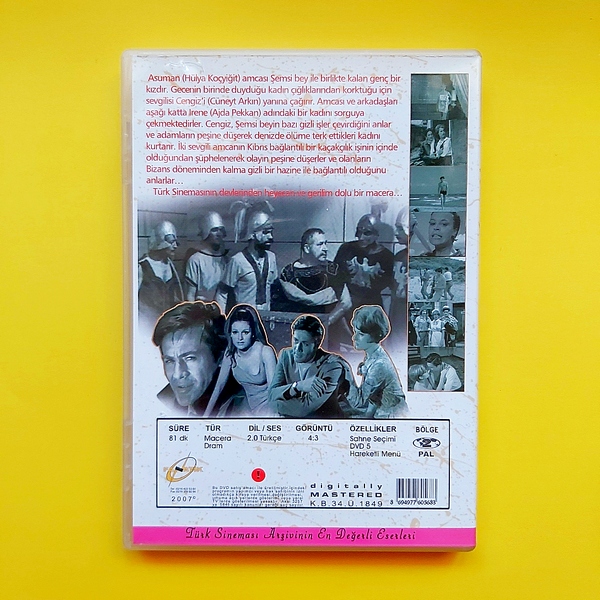 Asuman (Hulya Koçyiğit) amcası Şemsi bey ile birlikte kalan genç bir
kızdır. Gecenin birinde duyduğu kadın çığlıklarından korktuğu için
sevgilisi Cengiz'i (Cüneyt Arkın) yanına çağırır. Amcası ve arkadaşları
aşağı katta Irene (Ajda Pekkan) adındaki bir kadını sorguya
çekmektedirler. Cengiz, Şemsi beyin bazı gizli işler çevirdiğini anlar
ve adamların peşine düşerek denizde ölüme terk ettikleri kadını
kurtarır. İki sevgili amcanın Kıbrıs bağlantılı bir kaçakçılık işinin içinde
olduğundan şüphelenerek olayın peşine düşerler ve olanların
Bizans döneminden kalma gizli bir hazine ile bağlantılı olduğunu
anlarlar...
Türk Sinemasının devlerinden heyecan ve gerilim dolu bir macera...
SÜRE TÜR DİL / SES GÖRÜNTÜ ÖZELLİKLER BÖLGE
81 dk Macera 2.0 Türkçe 4:3 Sahne Seçimi
Dram DVD 5 PAL
Hareketli Menü
2007
digitally
MASTERED
K.B.34.Ü.1849
8 694977 605683
Türk Sineması Arşivinin En Değerli Eserleri